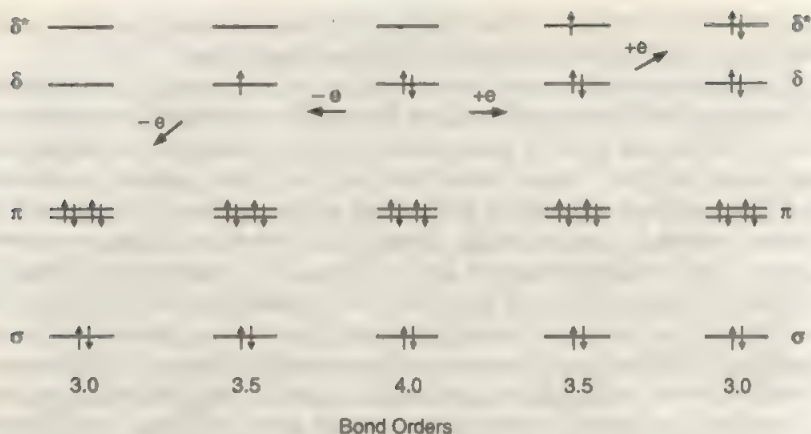 δ* δ*
+e
δ δ
– e +e
– e
π π
σ σ
3.0 3.5 4.0 3.5 3.0
Bond Orders